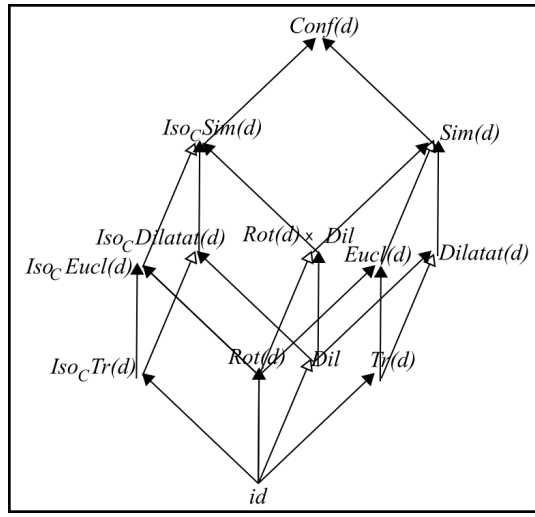 Conf(d)
Iso_C Sim(d)
Sim(d)
Iso_C Dilatat(d)
Rot(d) × Dil
Iso_C Eucl(d)
Eucl(d)
Dilatat(d)
Iso_C Tr(d)
Rot(d)
Dil
Tr(d)
id